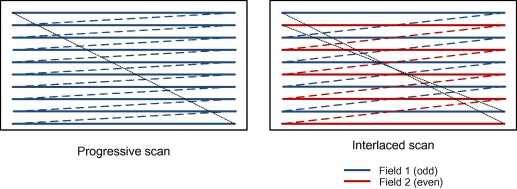 Progressive scan
Interlaced scan
Field 1 (odd)
Field 2 (even)